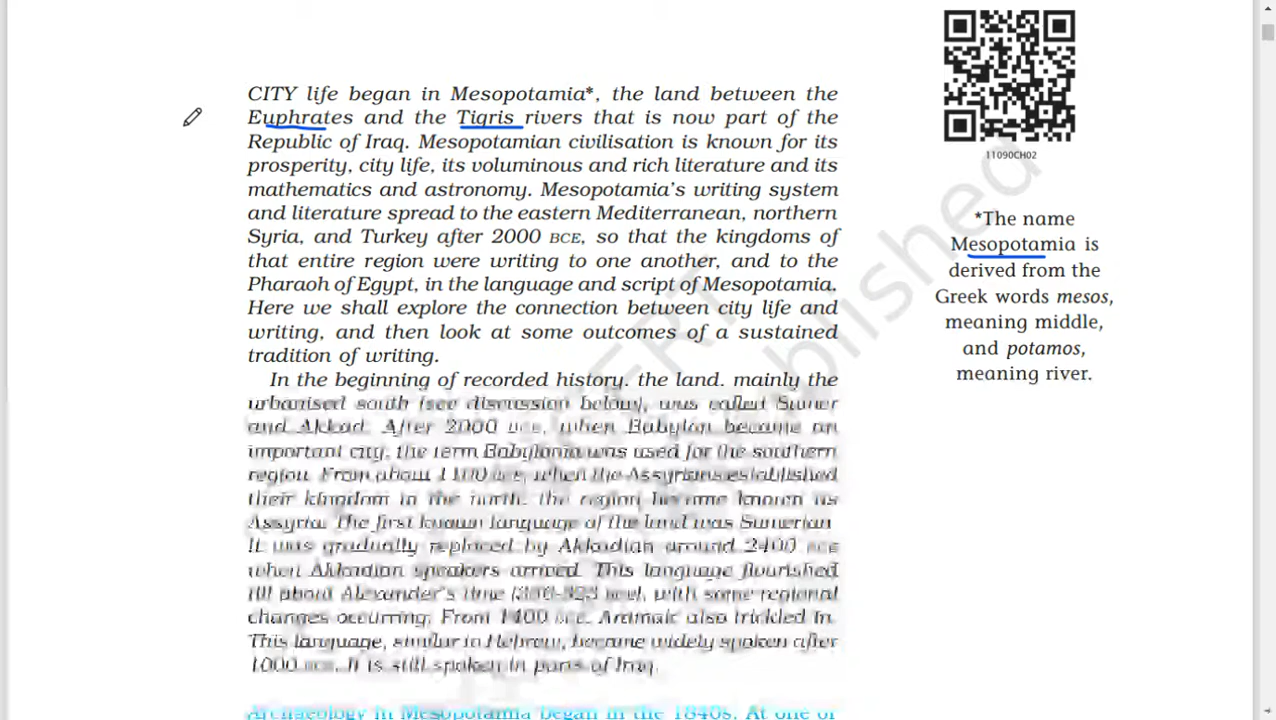 CITY life began in Mesopotamia*, the land between the
Euphrates and the Tigris rivers that is now part of the
Republic of Iraq. Mesopotamian civilisation is known for its
prosperity, city life, its voluminous and rich literature and its
mathematics and astronomy. Mesopotamia's writing system
and literature spread to the eastern Mediterranean, northern
Syria, and Turkey after 2000 BCE, so that the kingdoms of
that entire region were writing to one another, and to the
Pharaoh of Egypt, in the language and script of Mesopotamia.
Here we shall explore the connection between city life and
writing, and then look at some outcomes of a sustained
tradition of writing.
In the beginning of recorded history, the land, mainly the
urbanised south (see discussion below), was called Sumer
and Akkad. After 2000 BCE, when Babylon became an
important city, the term Babylonia was used for the southern
region. From about 1100 BCE, when the Assyrians established
their kingdom in the north, the region became known as
Assyria. The first known language of the land was Sumerian.
It was gradually replaced by Akkadian around 2400 BCE
when Akkadian speakers arrived. This language flourished
till about Alexander's time (336-323 BCE), with some regional
changes occurring. From 1400 BCE, Aramaic also trickled in.
This language, similar to Hebrew, became widely spoken after
1000 BCE. It is still spoken in parts of Iraq.
Archaeology in Mesopotamia began in the 1840s. At one or
11090CH02
*The name
Mesopotamia is
derived from the
Greek words mesos,
meaning middle,
and potamos,
meaning river.